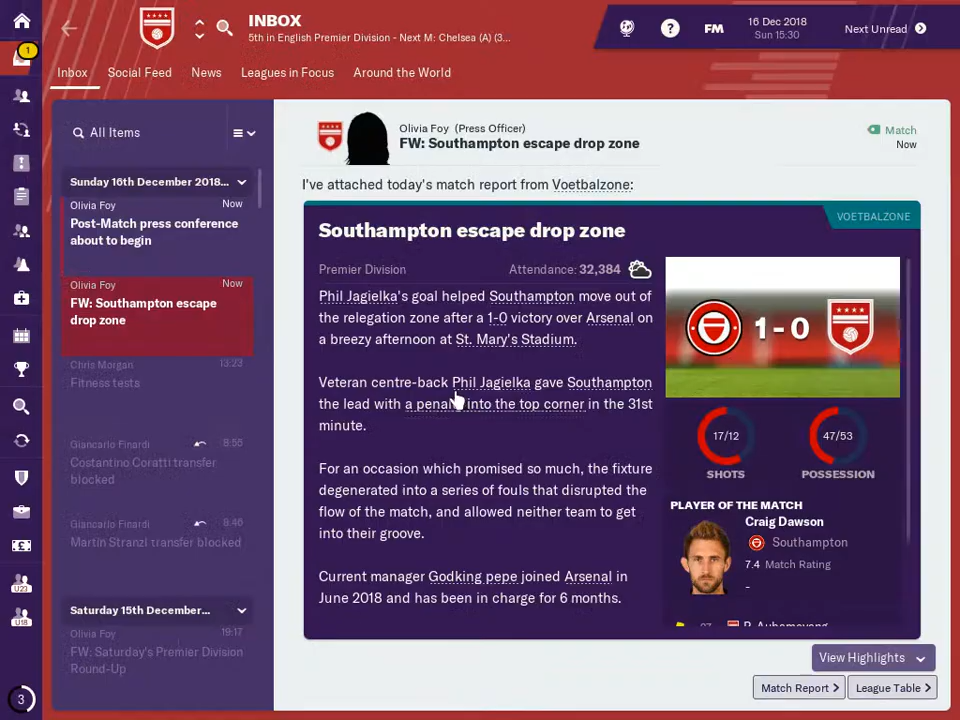 INBOX
5th in English Premier Division - Next M: Chelsea (A) (3...
16 Dec 2018
Sun 15:30
FM
Next Unread
1
Inbox
Social Feed
News
Leagues in Focus
Around the World
All Items
Sunday 16th December 2018...
Olivia Foy
Now
Post-Match press conference
about to begin
Olivia Foy
Now
FW: Southampton escape
drop zone
Chris Morgan
13:23
Fitness tests
Giancarlo Finardi
8:56
Costantino Coratti transfer
blocked
Giancarlo Finardi
8:46
Martin Stranzl transfer blocked
Saturday 15th December...
Olivia Foy
19:17
FW: Saturday's Premier Division
Round-Up
U23
U18
3
Olivia Foy (Press Officer)
FW: Southampton escape drop zone
Match
Now
I've attached today's match report from Voetbalzone:
VOETBALZONE
Southampton escape drop zone
Premier Division
Attendance: 32,384
Phil Jagielka's goal helped Southampton move out of
the relegation zone after a 1-0 victory over Arsenal on
a breezy afternoon at St. Mary's Stadium.
Veteran centre-back Phil Jagielka gave Southampton
the lead with a penalty into the top corner in the 31st
minute.
For an occasion which promised so much, the fixture
degenerated into a series of fouls that disrupted the
flow of the match, and allowed neither team to get
into their groove.
Current manager Godking pepe joined Arsenal in
June 2018 and has been in charge for 6 months.
1 - 0
17/12
SHOTS
47/53
POSSESSION
PLAYER OF THE MATCH
Craig Dawson
Southampton
7.4 Match Rating
-
P. Aubameyang
View Highlights
Match Report
League Table